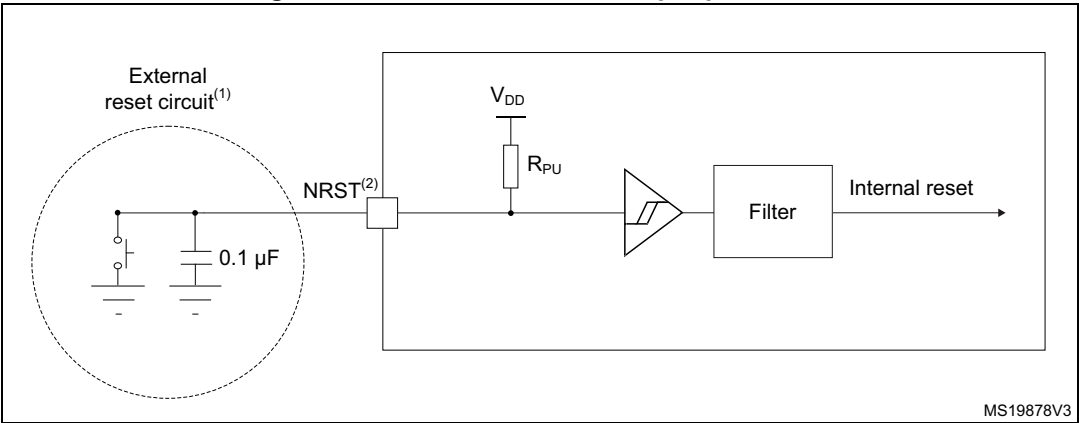 External
reset circuit(1)
VDD
RPU
NRST(2)
Filter
Internal reset
0.1 µF
MS19878V3